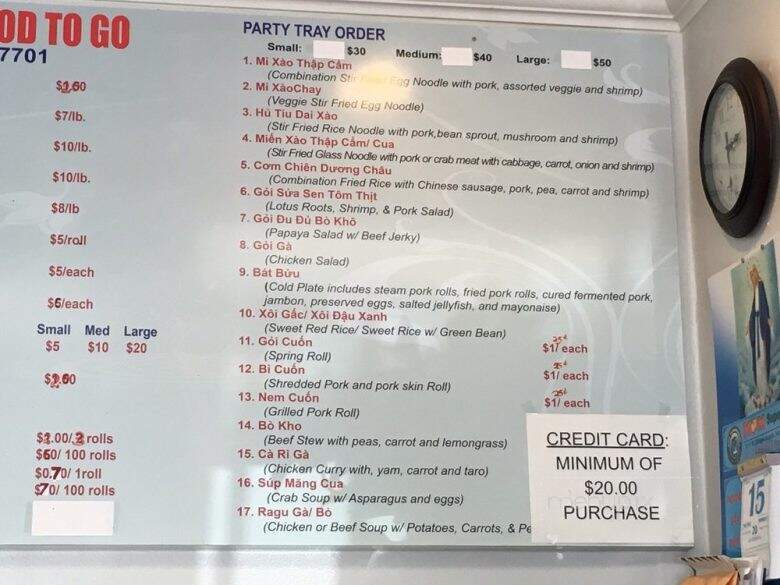 OD TO GO
7701
$7/lb.
$10/lb.
$10/lb.
$8/lb
$5/roll
$5/each
$6/each
Small Med Large
$5 $10 $20
rolls
$60/ 100 rolls
$0.70/ 1roll
$70/ 100 rolls
PARTY TRAY ORDER
Small: $30 Medium: $40 Large: $50
1. Mì Xào Thập Cẩm
(Combination Stir Fried Egg Noodle with pork, assorted veggie and shrimp)
2. Mì XàoChay
(Veggie Stir Fried Egg Noodle)
3. Hủ Tiu Dai Xào
(Stir Fried Rice Noodle with pork,bean sprout, mushroom and shrimp)
4. Miến Xào Thập Cẩm/ Cua
(Stir Fried Glass Noodle with pork or crab meat with cabbage, carrot, onion and shrimp)
5. Cơm Chiên Dương Châu
(Combination Fried Rice with Chinese sausage, pork, pea, carrot and shrimp)
6. Gỏi Sứa Sen Tôm Thịt
(Lotus Roots, Shrimp, & Pork Salad)
7. Gỏi Đu Đủ Bò Khô
(Papaya Salad w/ Beef Jerky)
8. Gỏi Gà
(Chicken Salad)
9. Bát Bửu
(Cold Plate includes steam pork rolls, fried pork rolls, cured fermented pork,
jambon, preserved eggs, salted jellyfish, and mayonaise)
10. Xôi Gấc/ Xôi Đậu Xanh
(Sweet Red Rice/ Sweet Rice w/ Green Bean)
11. Gỏi Cuốn $1/ 25¢ each
(Spring Roll)
12. Bì Cuốn $1/ 25¢ each
(Shredded Pork and pork skin Roll)
13. Nem Cuốn $1/ 25¢ each
(Grilled Pork Roll)
14. Bò Kho
(Beef Stew with peas, carrot and lemongrass)
15. Cà Ri Gà
(Chicken Curry with, yam, carrot and taro)
16. Súp Măng Cua
(Crab Soup w/ Asparagus and eggs)
17. Ragu Gà/ Bò
(Chicken or Beef Soup w/ Potatoes, Carrots, & Pe
CREDIT CARD:
MINIMUM OF
$20.00
PURCHASE
15